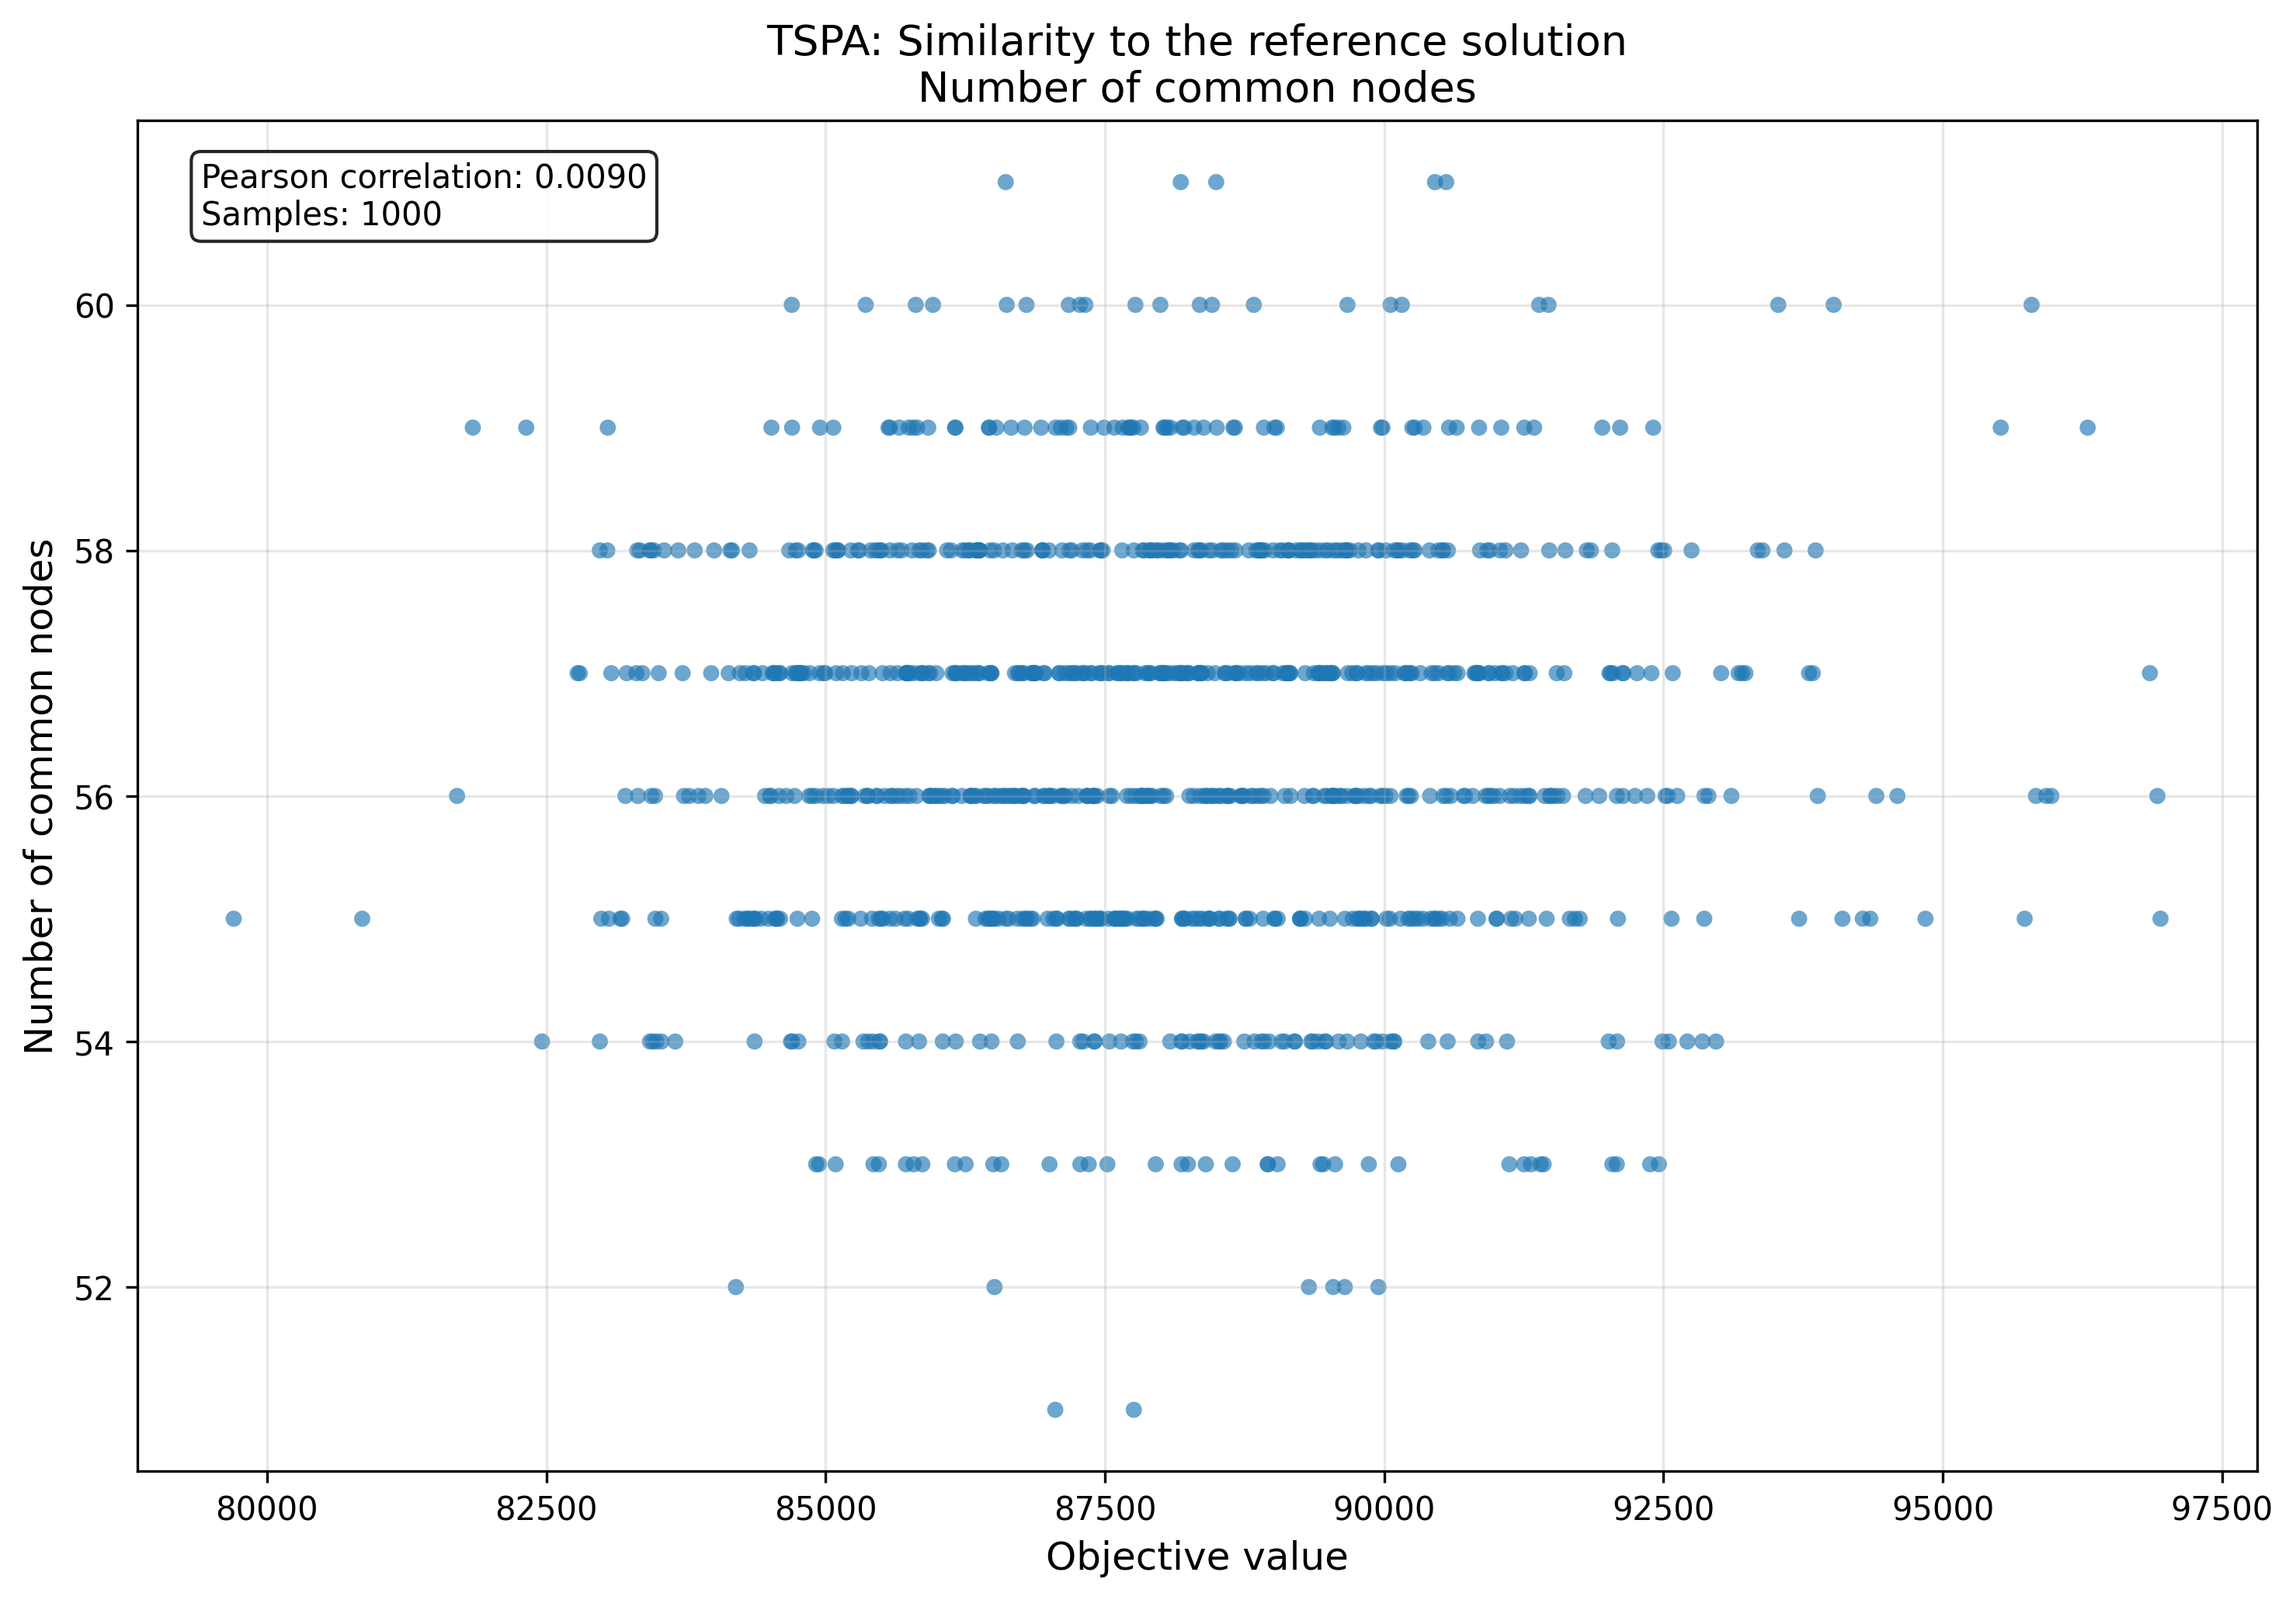 TSPA: Similarity to the reference solution
Number of common nodes
Pearson correlation: 0.0090
Samples: 1000
Number of common nodes
60
58
56
54
52
80000 82500 85000 87500 90000 92500 95000 97500
Objective value